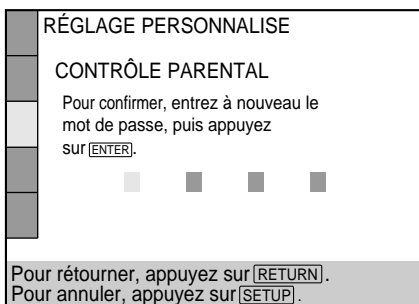 RÉGLAGE PERSONNALISE
CONTRÔLE PARENTAL
Pour confirmer, entrez à nouveau le
mot de passe, puis appuyez
sur ENTER.
Pour rétourner, appuyez sur RETURN.
Pour annuler, appuyez sur SETUP.